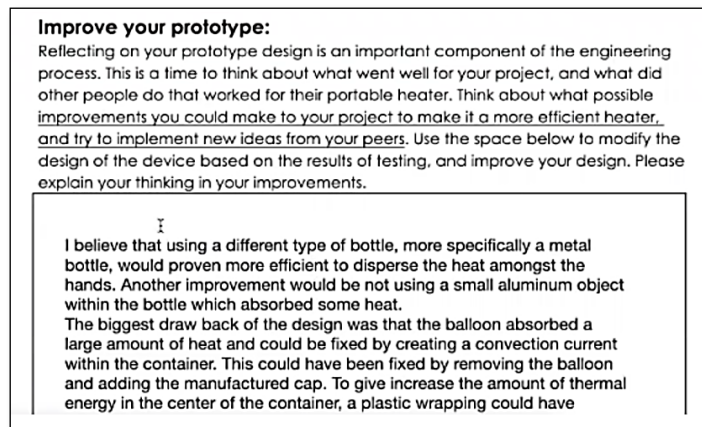 Improve your prototype:
Reflecting on your prototype design is an important component of the engineering
process. This is a time to think about what went well for your project, and what did
other people do that worked for their portable heater. Think about what possible
improvements you could make to your project to make it a more efficient heater,
and try to implement new ideas from your peers. Use the space below to modify the
design of the device based on the results of testing, and improve your design. Please
explain your thinking in your improvements.
I believe that using a different type of bottle, more specifically a metal
bottle, would proven more efficient to disperse the heat amongst the
hands. Another improvement would be not using a small aluminum object
within the bottle which absorbed some heat.
The biggest draw back of the design was that the balloon absorbed a
large amount of heat and could be fixed by creating a convection current
within the container. This could have been fixed by removing the balloon
and adding the manufactured cap. To give increase the amount of thermal
energy in the center of the container, a plastic wrapping could have